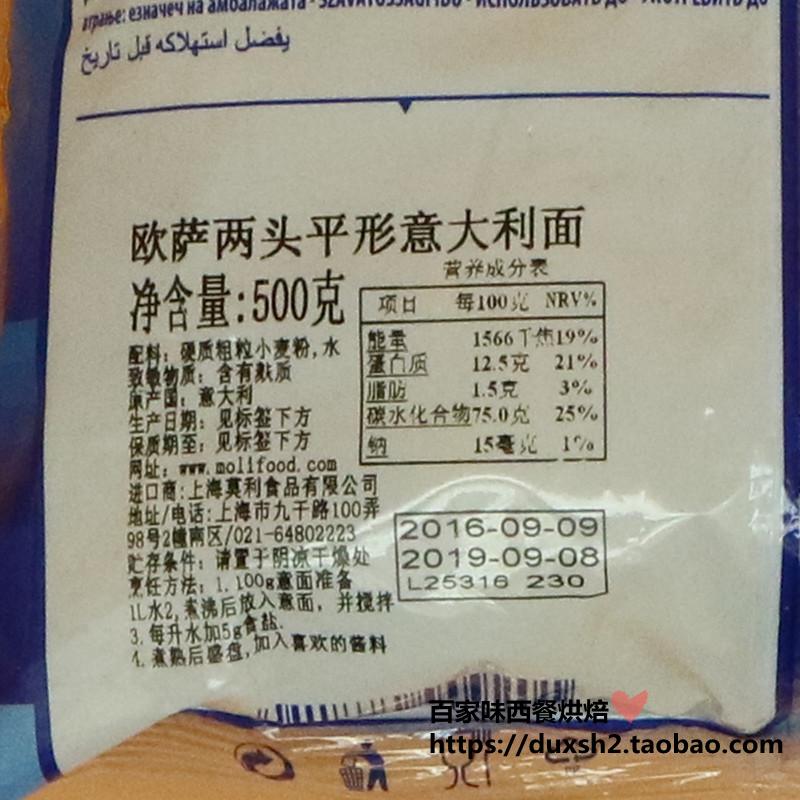 езначеч на амбалажата · SZAVATOSSÁGI IDŐ · ИСПОЛЬЗОВАТЬ ДО
يفضل استهلاكه قبل تاريخ
欧萨两头平形意大利面
净含量:500克
配料：硬质粗粒小麦粉,水
致敏物质：含有麸质
原产国：意大利
生产日期：见标签下方
保质期至：见标签下方
网址：www.molifood.com
进口商:上海莫利食品有限公司
地址/电话:上海市九干路100弄
98号2幢南区/021-64802223
贮存条件：请置于阴凉干燥处
烹饪方法：1.100g意面准备
1L水2,煮沸后放入意面，并搅拌
3.每升水加5g食盐.
4.煮熟后盛盘,加入喜欢的酱料
营养成分表
项目 每100克 NRV%
能量 1566千焦 19%
蛋白质 12.5克 21%
脂肪 1.5克 3%
碳水化合物 75.0克 25%
钠 15毫克 1%
2016-09-09
2019-09-08
L25316 230
百家味西餐烘焙
https://duxsh2.taobao.com